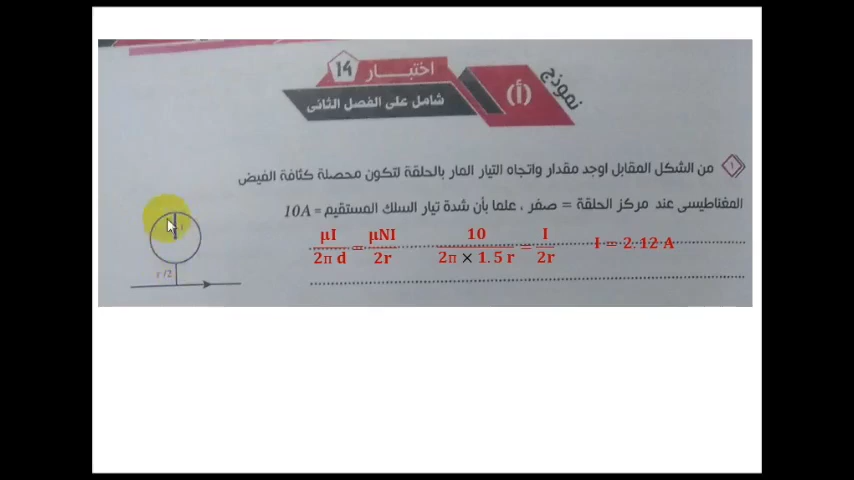 نموذج (أ)
اختبار 14
شامل على الفصل الثانى
١ من الشكل المقابل اوجد مقدار واتجاه التيار المار بالحلقة لتكون محصلة كثافة الفيض
المغناطيسى عند مركز الحلقة = صفر ، علما بأن شدة تيار السلك المستقيم = 10A
μI/2π d = μNI/2r 10/2π × 1.5 r = I/2r I = 2.12 A
r
r/2